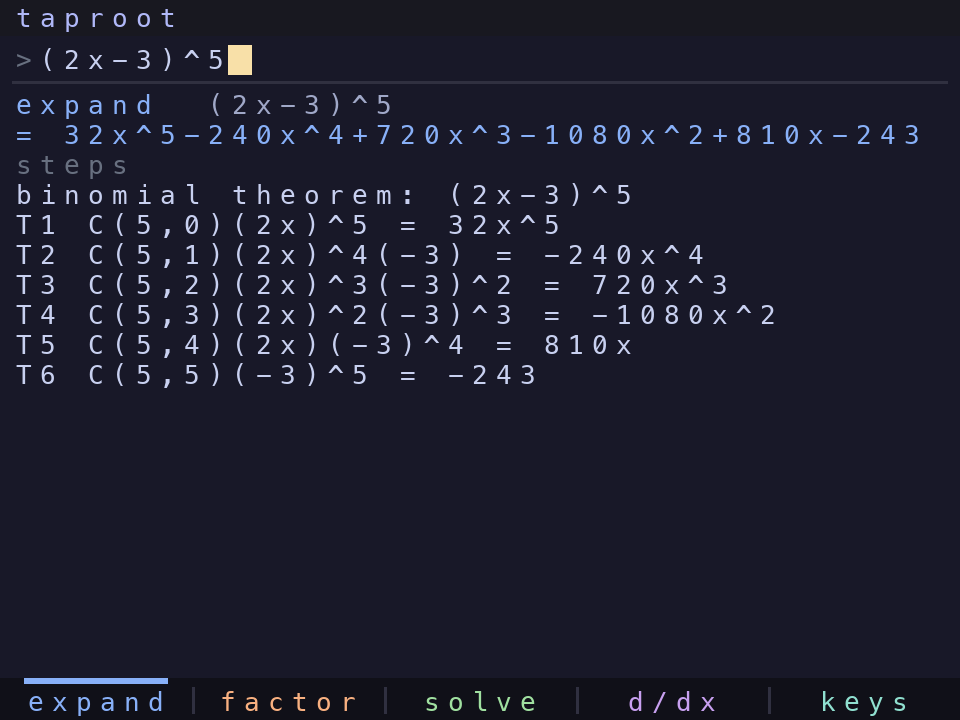 taproot
>(2x−3)^5
expand (2x−3)^5
= 32x^5−240x^4+720x^3−1080x^2+810x−243
steps
binomial theorem: (2x−3)^5
T1 C(5,0)(2x)^5 = 32x^5
T2 C(5,1)(2x)^4(−3) = −240x^4
T3 C(5,2)(2x)^3(−3)^2 = 720x^3
T4 C(5,3)(2x)^2(−3)^3 = −1080x^2
T5 C(5,4)(2x)(−3)^4 = 810x
T6 C(5,5)(−3)^5 = −243
expand factor solve d/dx keys